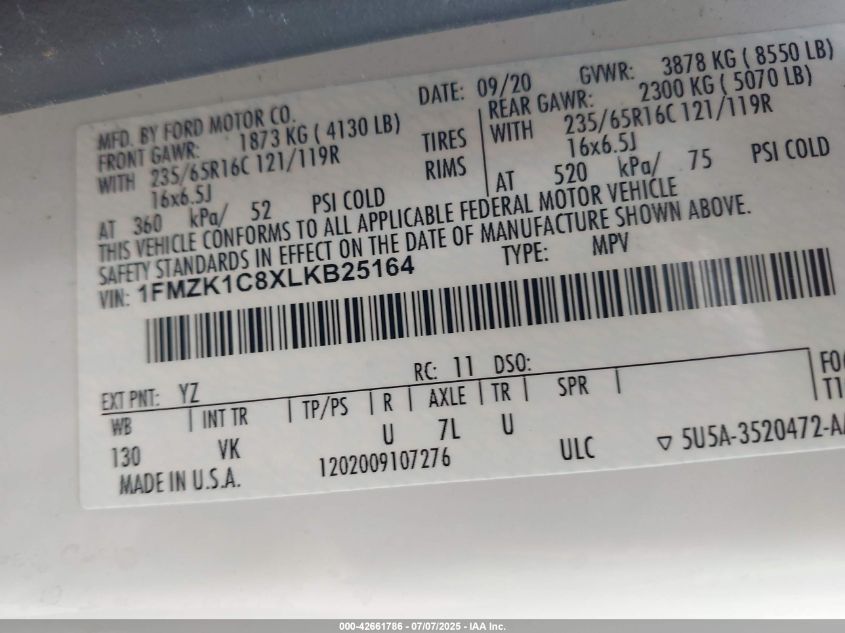 MFD. BY FORD MOTOR CO. DATE: 09/20 GVWR: 3878 KG ( 8550 LB)
FRONT GAWR: 1873 KG ( 4130 LB) REAR GAWR: 2300 KG ( 5070 LB)
WITH 235/65R16C 121/119R TIRES WITH 235/65R16C 121/119R
16x6.5J RIMS 16x6.5J
AT 360 kPa/ 52 PSI COLD AT 520 kPa/ 75 PSI COLD
THIS VEHICLE CONFORMS TO ALL APPLICABLE FEDERAL MOTOR VEHICLE
SAFETY STANDARDS IN EFFECT ON THE DATE OF MANUFACTURE SHOWN ABOVE.
VIN: 1FMZK1C8XLKB25164 TYPE: MPV
EXT PNT: YZ RC: 11 DSO:
WB INT TR TP/PS R AXLE TR SPR
130 VK U 7L U ULC
MADE IN U.S.A. 1202009107276 5U5A-3520472-A
000-42661786 - 07/07/2025 - IAA Inc.